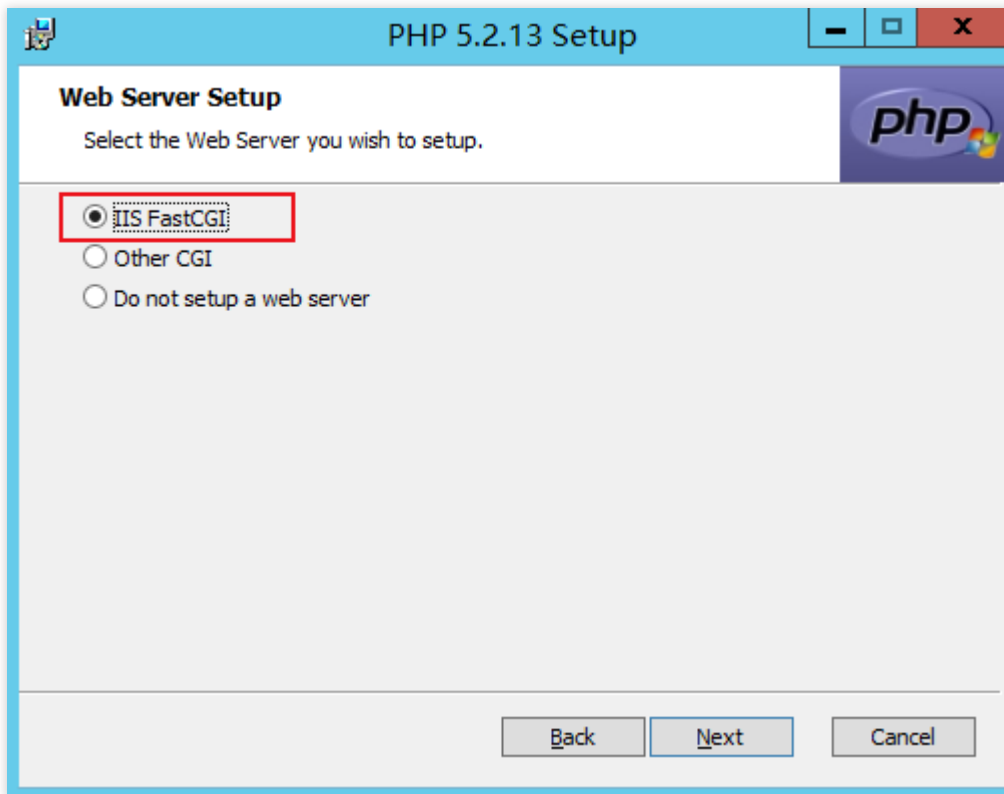 PHP 5.2.13 Setup
Web Server Setup
php
Select the Web Server you wish to setup.
IIS FastCGI
Other CGI
Do not setup a web server
Back Next Cancel